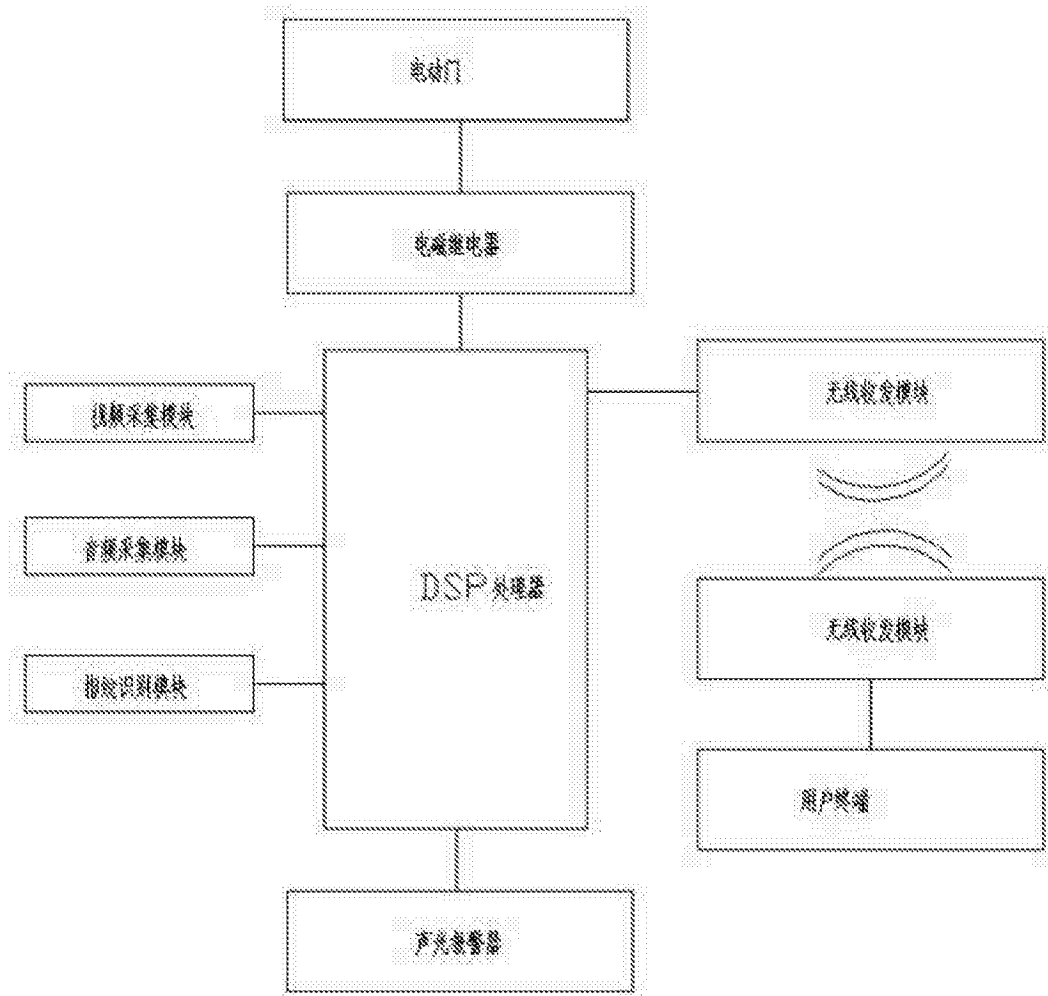 电动门
电磁继电器
视频采集模块
无线收发模块
音频采集模块
DSP处理器
无线收发模块
指纹识别模块
用户终端
声光报警器